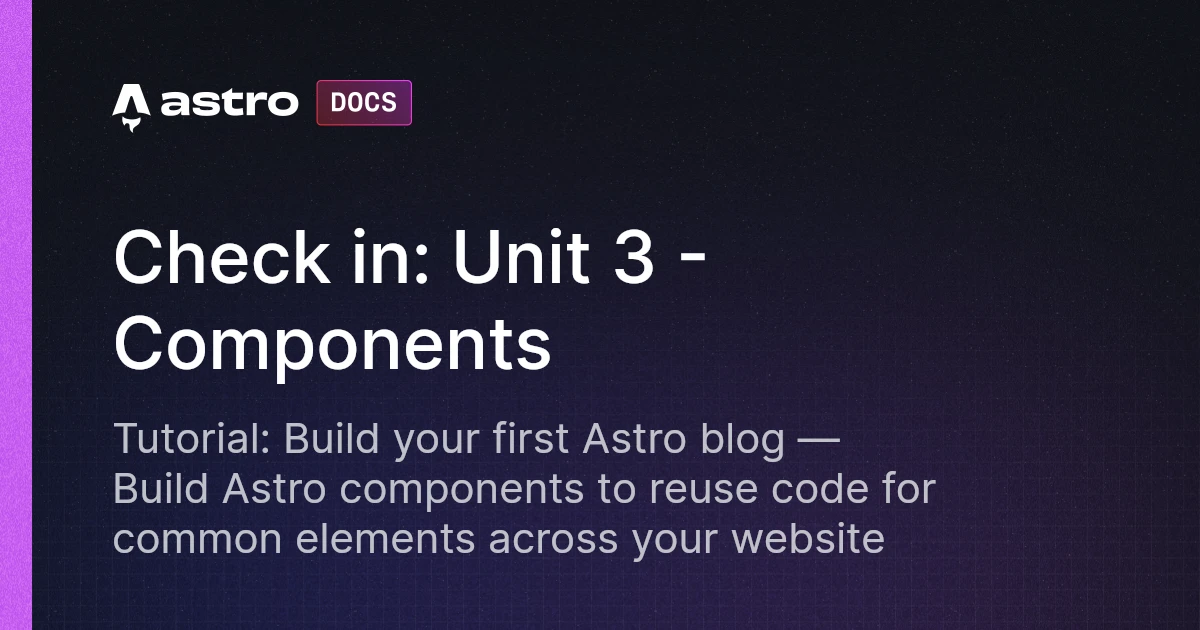 astro DOCS
Check in: Unit 3 -
Components
Tutorial: Build your first Astro blog —
Build Astro components to reuse code for
common elements across your website